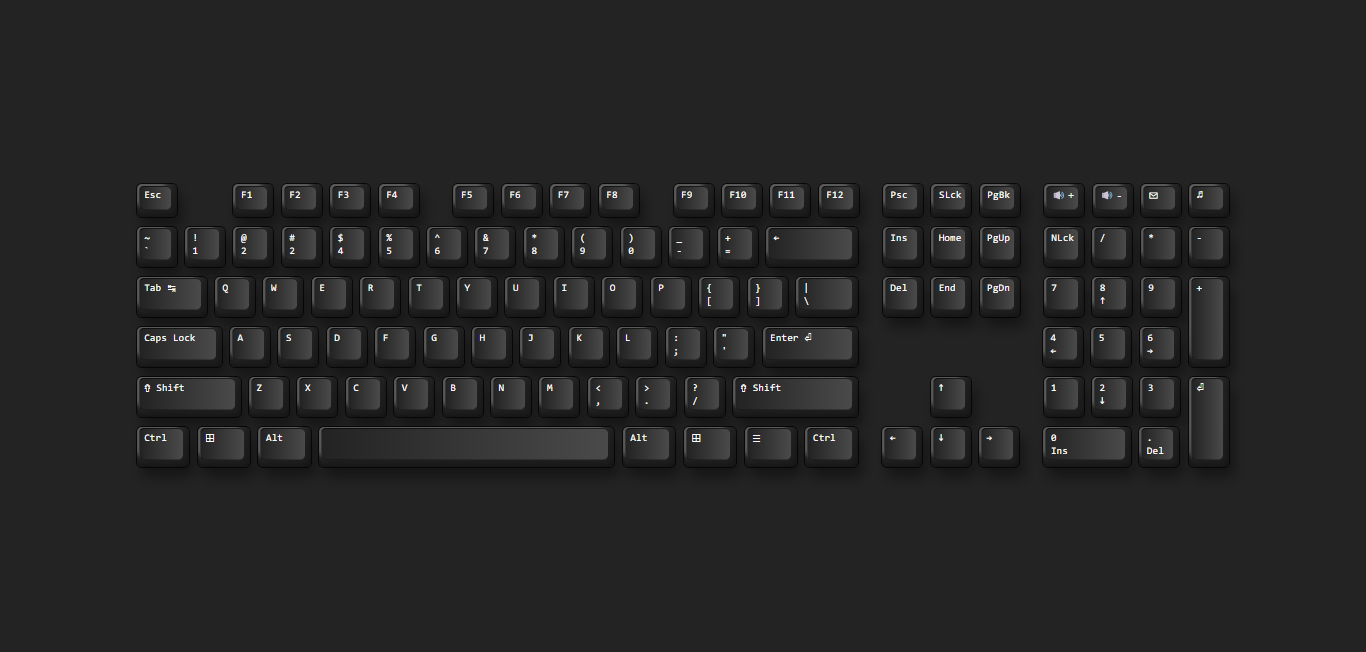 Esc F1 F2 F3 F4 F5 F6 F7 F8 F9 F10 F11 F12 Psc SLck PgBk + -
~ ! @ # $ % ^ & * ( ) _ + ← Ins Home PgUp NLck / * -
` 1 2 2 4 5 6 7 8 9 0 - =
Tab ↹ Q W E R T Y U I O P { } | Del End PgDn 7 8 9 +
[ ] \ ↑
Caps Lock A S D F G H J K L : " Enter ⏎ 4 5 6
; ' ← →
⇧ Shift Z X C V B N M < > ? ⇧ Shift ↑ 1 2 3 ⏎
, . / ↓
Ctrl ⊞ Alt Alt ⊞ ☰ Ctrl ← ↓ → 0 .
Ins Del